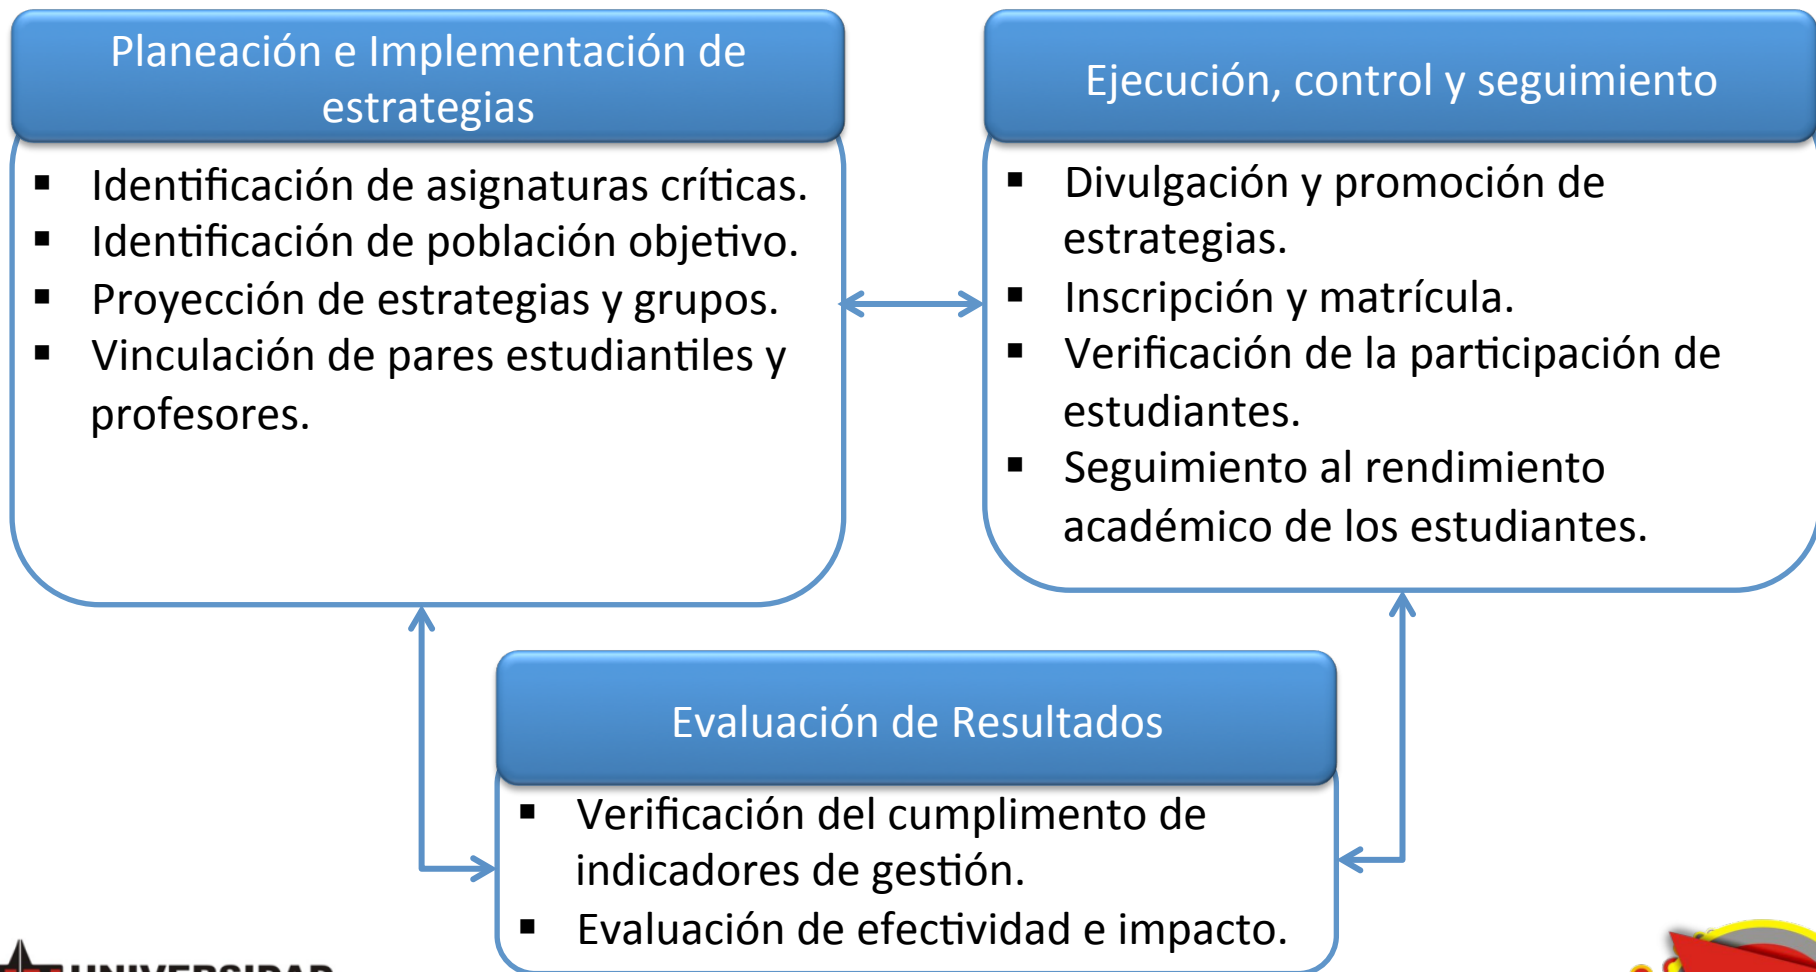 Planeación e Implementación de
estrategias
▪ Identificación de asignaturas críticas.
▪ Identificación de población objetivo.
▪ Proyección de estrategias y grupos.
▪ Vinculación de pares estudiantiles y
profesores.
Ejecución, control y seguimiento
▪ Divulgación y promoción de
estrategias.
▪ Inscripción y matrícula.
▪ Verificación de la participación de
estudiantes.
▪ Seguimiento al rendimiento
académico de los estudiantes.
Evaluación de Resultados
▪ Verificación del cumplimento de
indicadores de gestión.
▪ Evaluación de efectividad e impacto.
UNIVERSIDAD